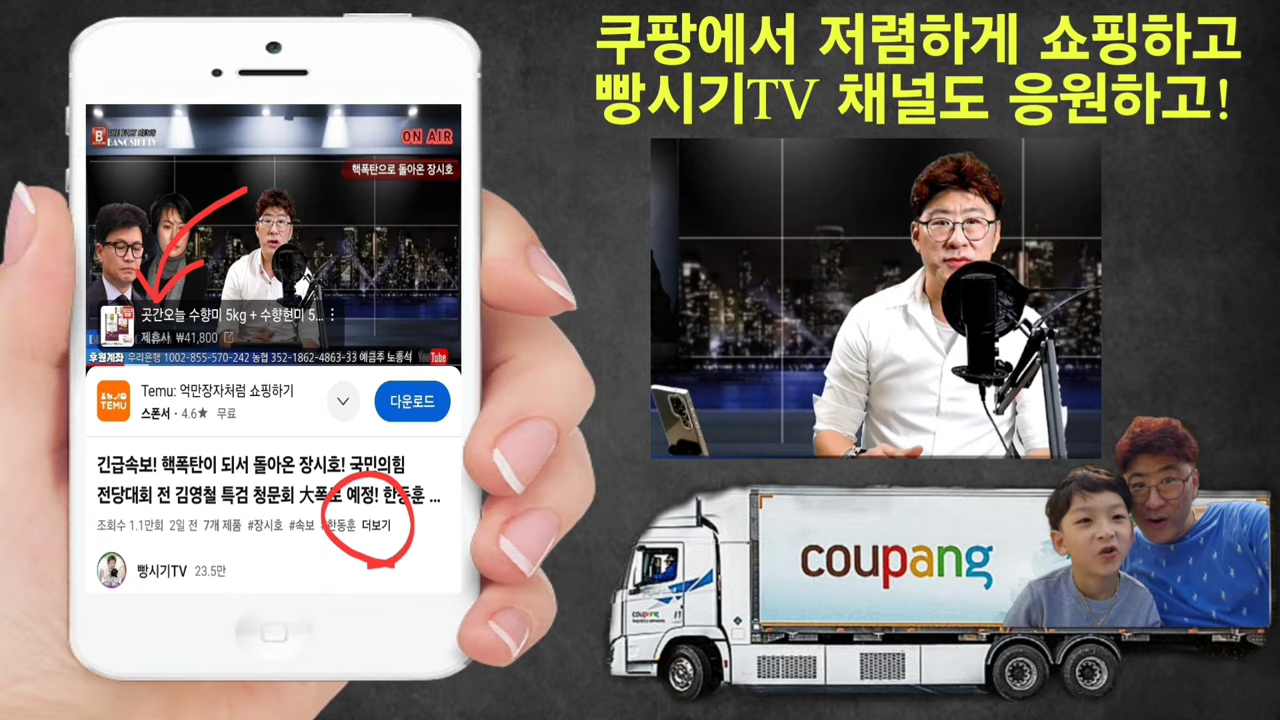 쿠팡에서 저렴하게 쇼핑하고
빵시기TV 채널도 응원하고!
B THE FACT NEWS
BANGSIKITV
ON AIR
핵폭탄으로 돌아온 장시호
곳간오늘 수향미 5kg + 수향현미 5...
제휴사 ₩41,800
후원계좌 우리은행 1002-855-570-242 농협 352-1862-4863-33 예금주 노흥식 YouTube
TEMU
Temu: 억만장자처럼 쇼핑하기
스폰서 · 4.6★ 무료
다운로드
긴급속보! 핵폭탄이 되서 돌아온 장시호! 국민의힘
전당대회 전 김영철 특검 청문회 大폭로 예정! 한동훈 ...
조회수 1.1만회 2일 전 7개 제품 #장시호 #속보 #한동훈 더보기
빵시기TV 23.5만
coupang
coupang